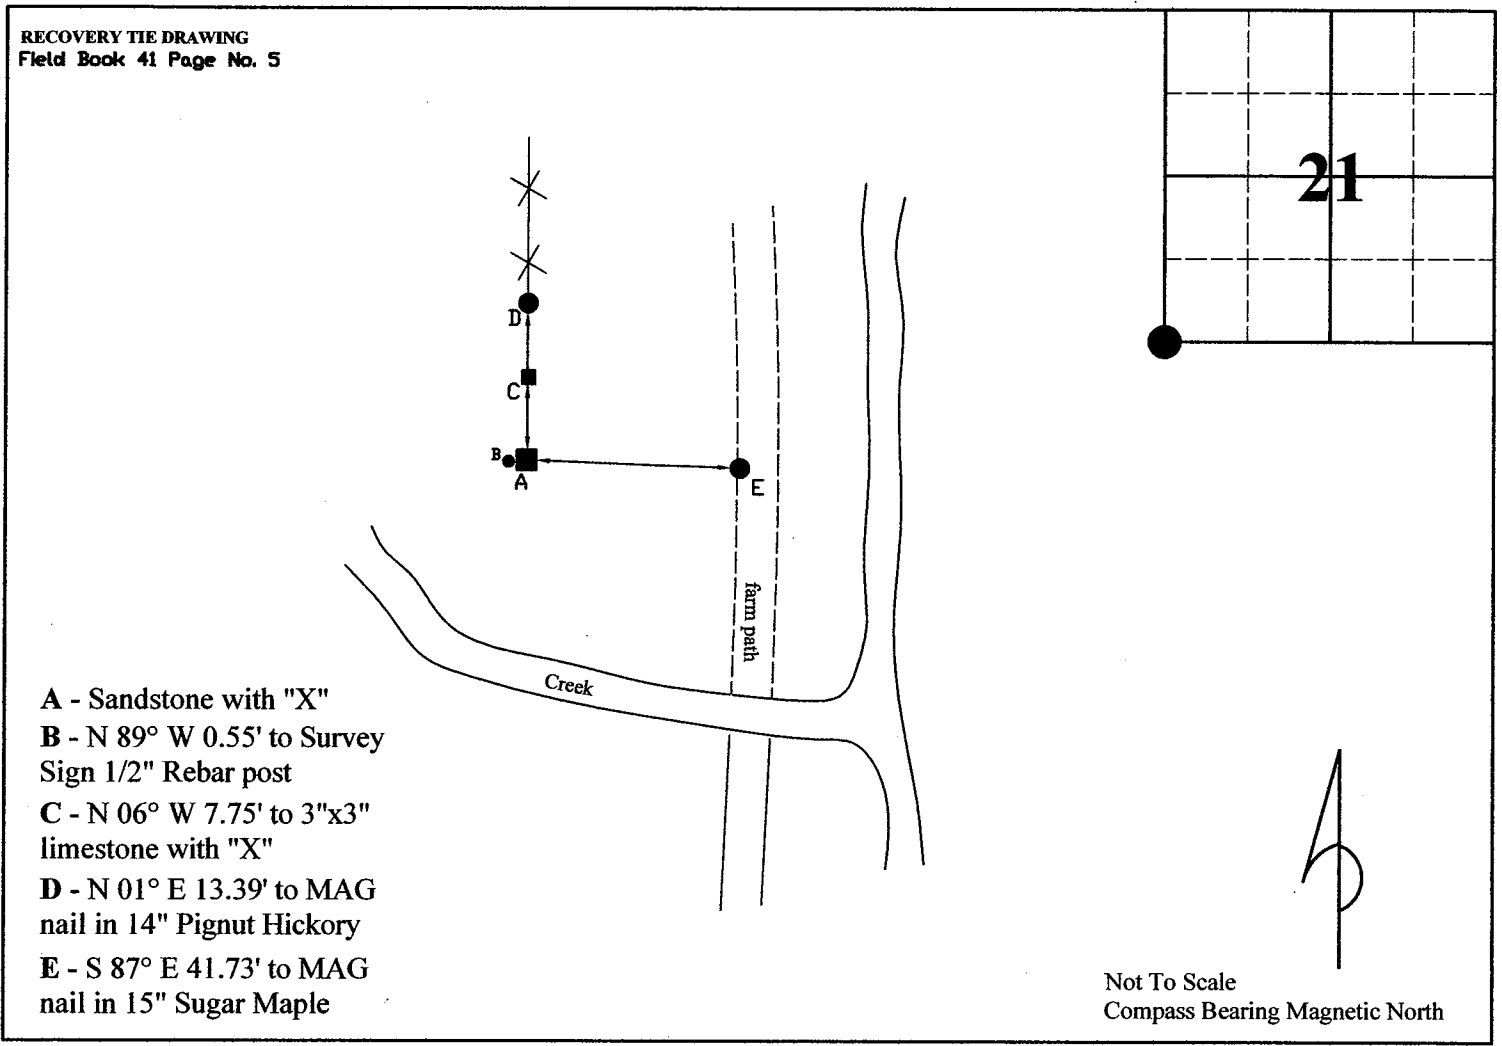 RECOVERY TIE DRAWING
Field Book 41 Page No. 5
21
D
C
B
A
E
farm path
Creek
A - Sandstone with "X"
B - N 89° W 0.55' to Survey
Sign 1/2" Rebar post
C - N 06° W 7.75' to 3"x3"
limestone with "X"
D - N 01° E 13.39' to MAG
nail in 14" Pignut Hickory
E - S 87° E 41.73' to MAG
nail in 15" Sugar Maple
Not To Scale
Compass Bearing Magnetic North